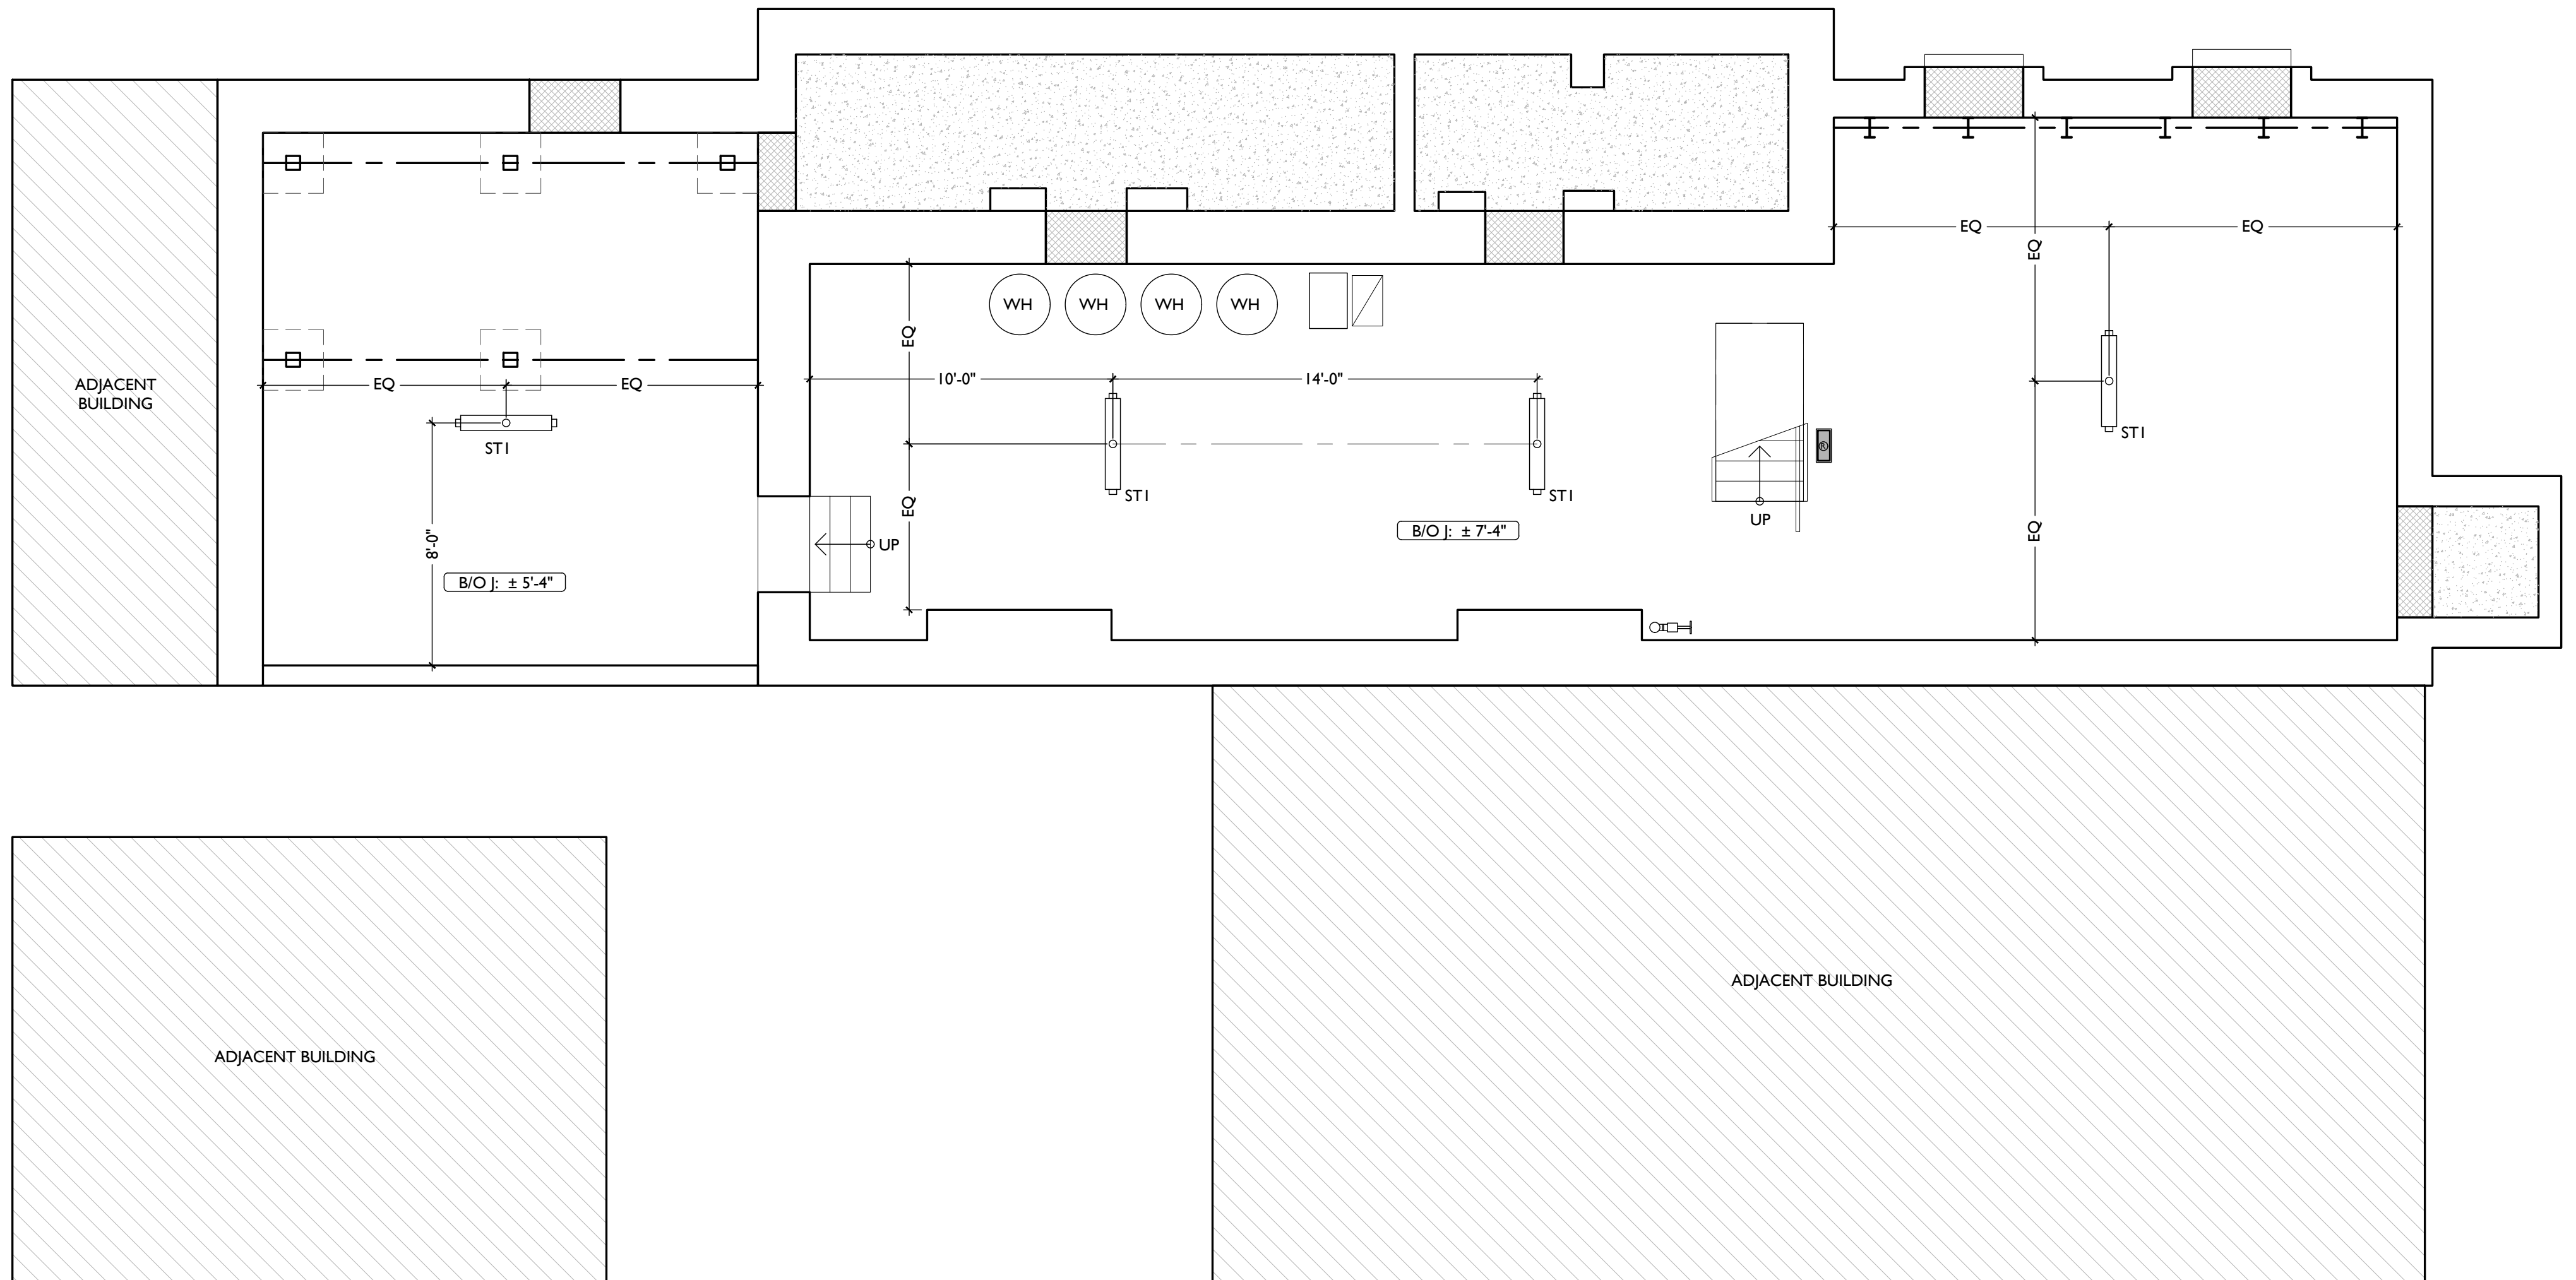 EQ
EQ
EQ
WH
WH
WH
WH
EQ
10'-0"
14'-0"
EQ
EQ
ADJACENT
BUILDING
ST1
ST1
ST1
ST1
R
EQ
UP
UP
B/O J: ± 7'-4"
EQ
8'-0"
B/O J: ± 5'-4"
ADJACENT BUILDING
ADJACENT BUILDING